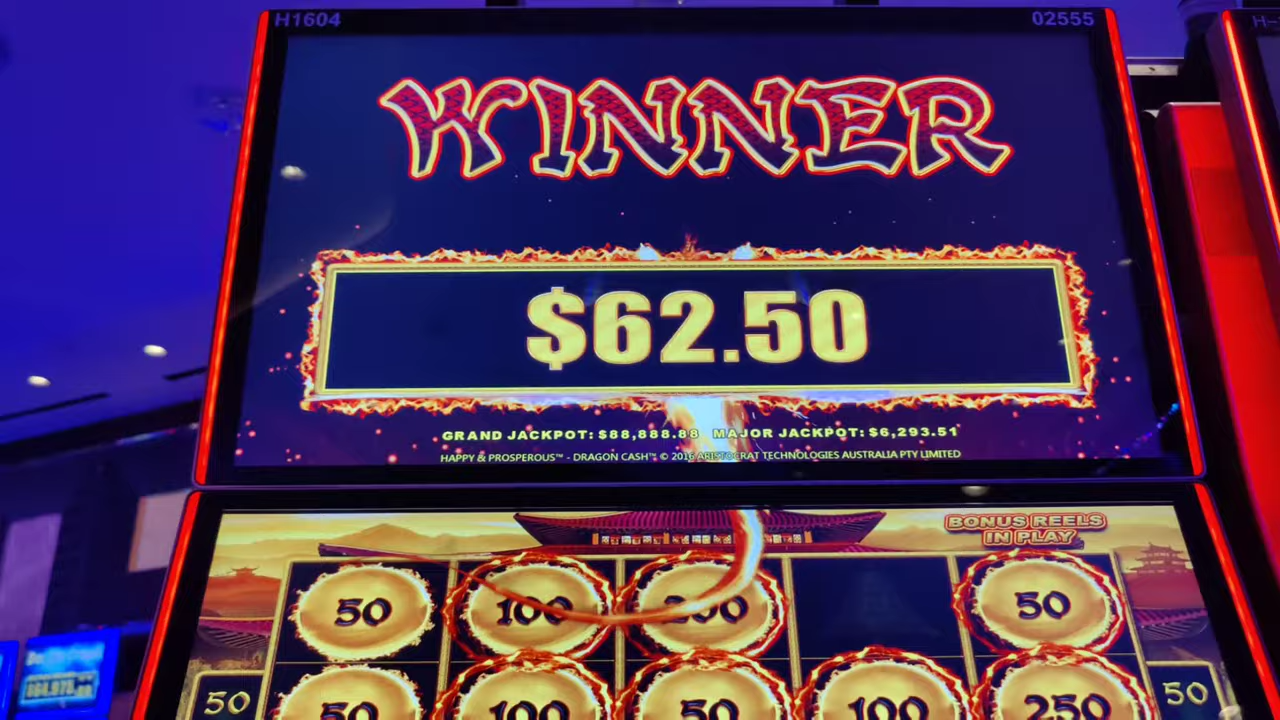 H1604 02555
WINNER
$62.50
GRAND JACKPOT: $88,888.88 MAJOR JACKPOT: $6,293.51
HAPPY & PROSPEROUS™ - DRAGON CASH™ © 2016 ARISTOCRAT TECHNOLOGIES AUSTRALIA PTY LIMITED
BONUS REELS
IN PLAY
50 100 200 50
50 50 100 50 100 250 50